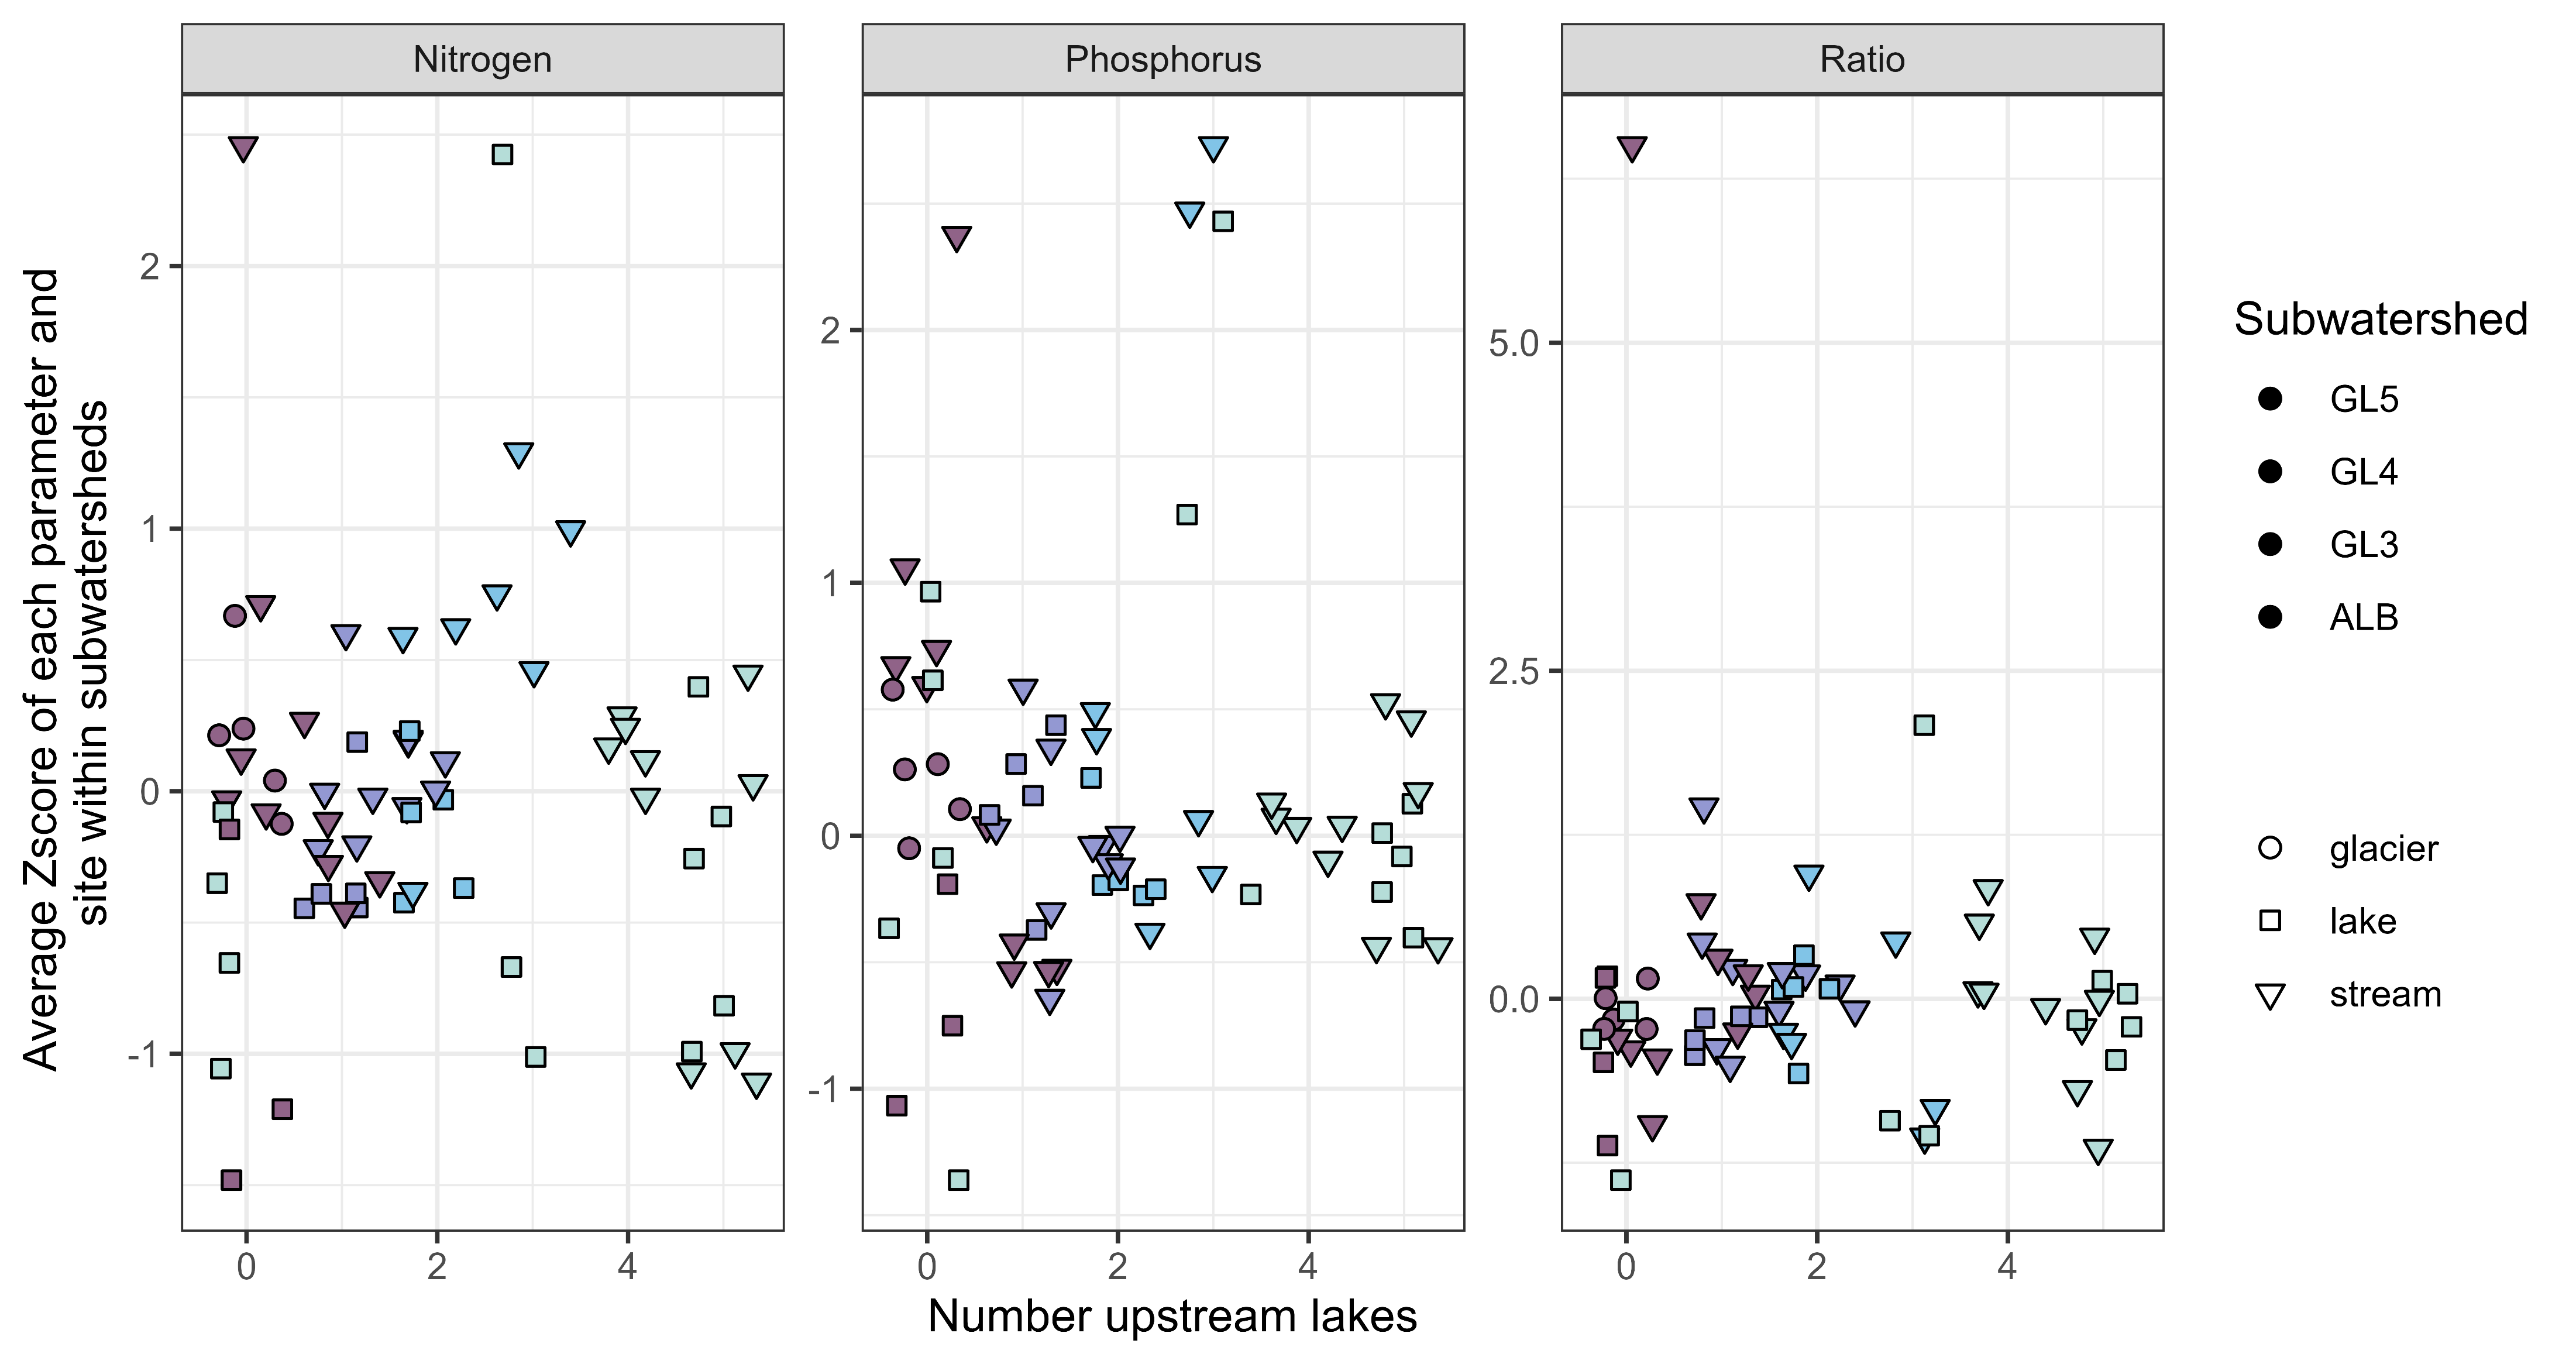 Nitrogen
Phosphorus
Ratio
Average Zscore of each parameter and
site within subwatersheds
2
1
0
-1
2
1
0
-1
5.0
2.5
0.0
0 2 4
0 2 4
0 2 4
Number upstream lakes
Subwatershed
GL5
GL4
GL3
ALB
glacier
lake
stream